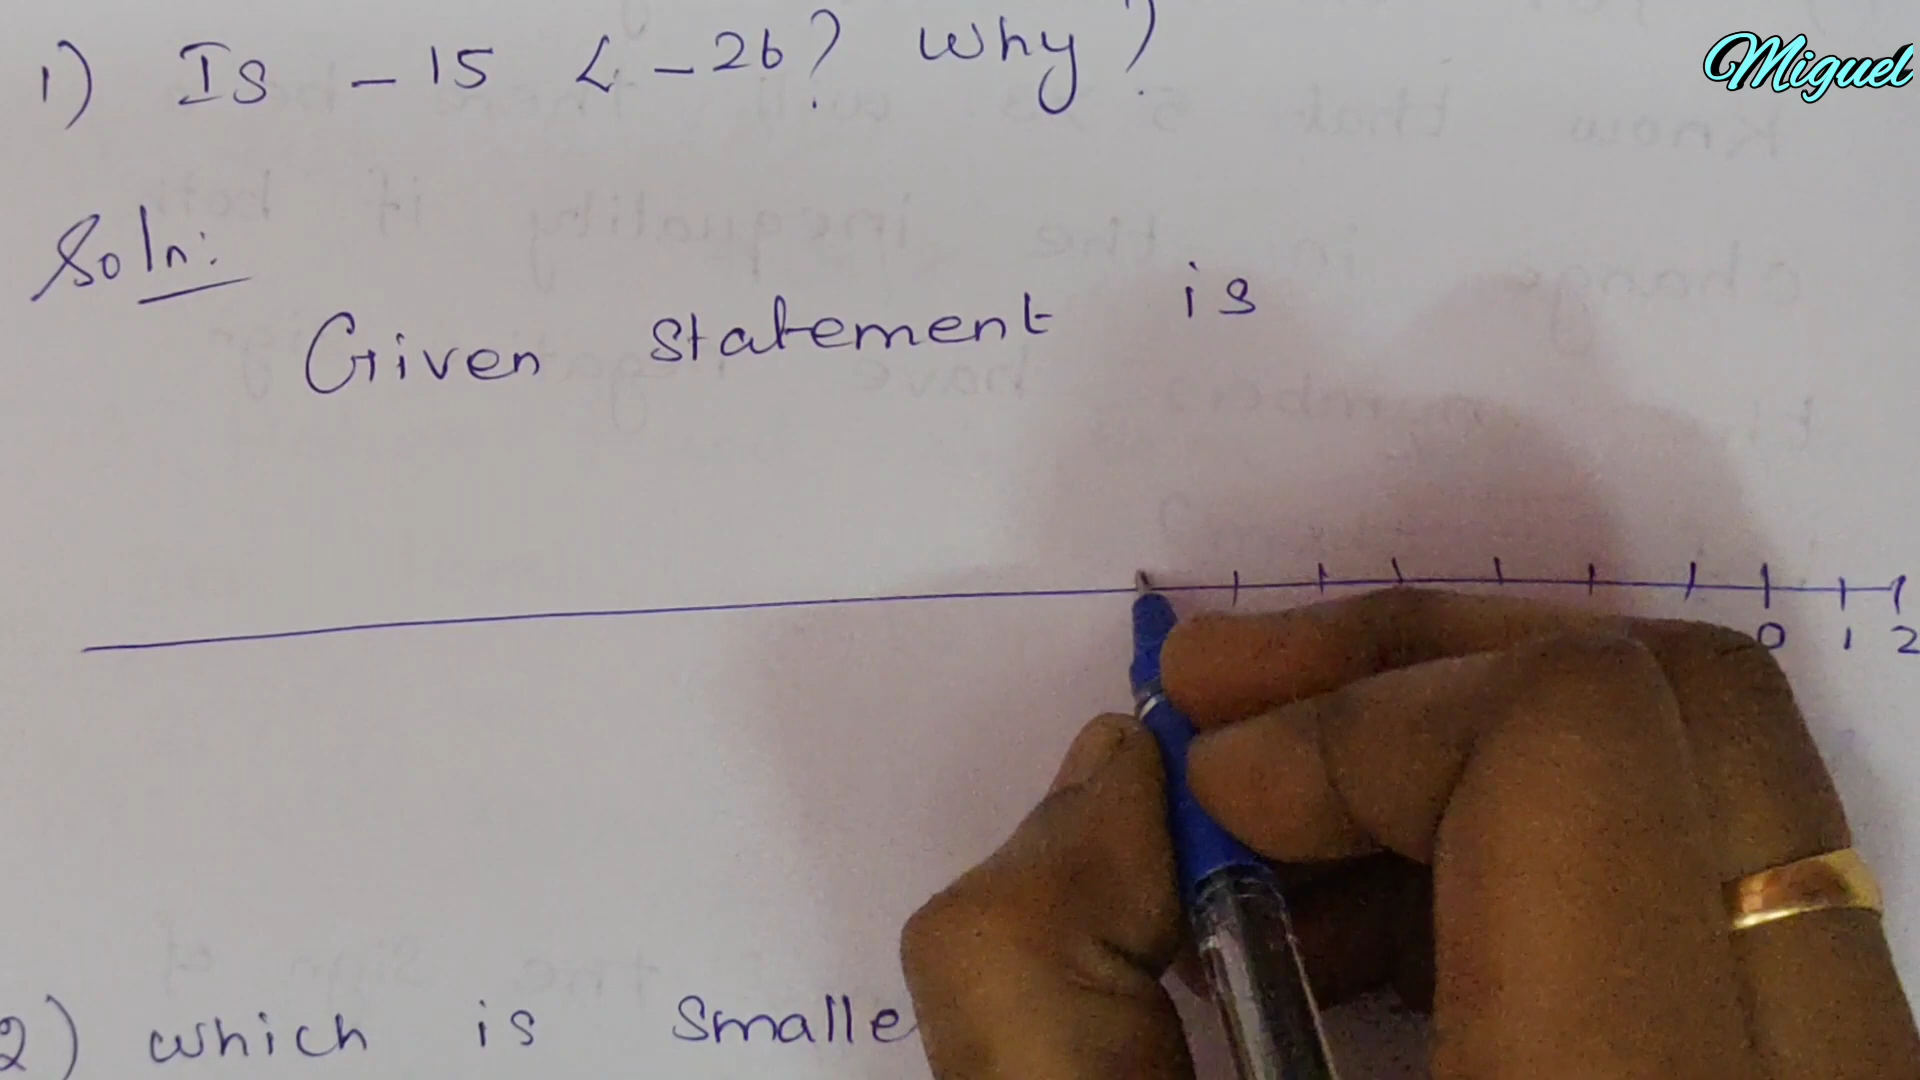 Miguel
1) Is -15 < -26? Why?
Soln:
Given statement is
0 1 2
2) which is smalle